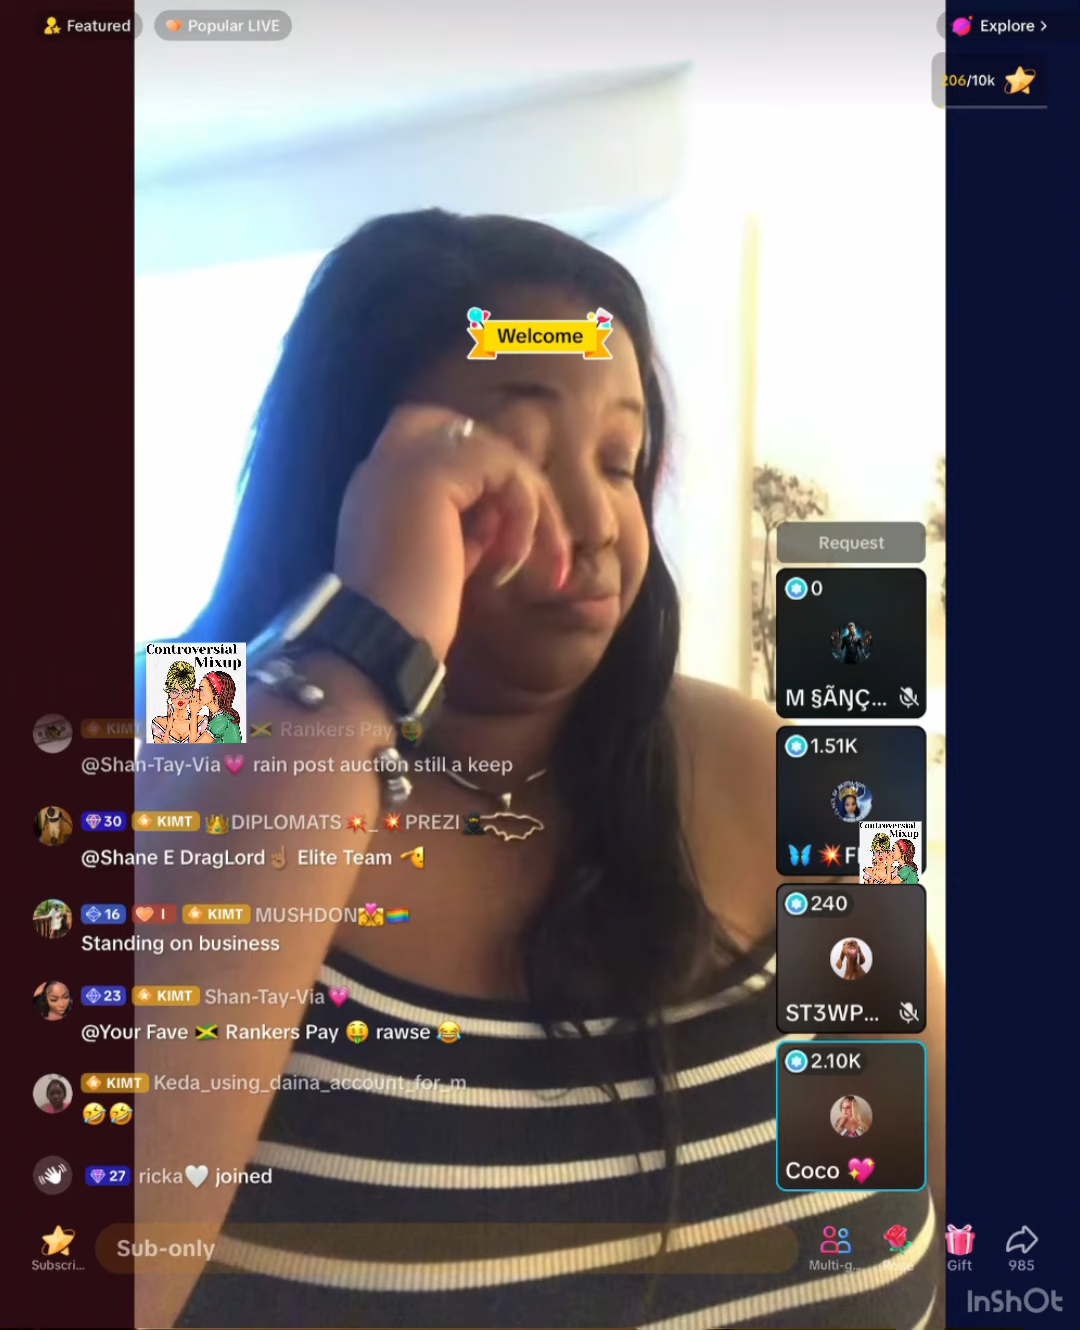 Featured
Popular LIVE
Explore >
206/10k
Welcome
Request
0
M §ÃŊÇ...
1.51K
Controversial
Mixup
240
ST3WP...
2.10K
Coco 💖
Controversial
Mixup
KIMT 🇯🇲 Rankers Pay 🤑
@Shan-Tay-Via💗 rain post auction still a keep
30 KIMT 👑DIPLOMATS💥_💥PREZI🥷
@Shane E DragLord☝🏽 Elite Team
16 I KIMT MUSHDON🏳️‍🌈
Standing on business
23 KIMT Shan-Tay-Via💗
@Your Fave 🇯🇲 Rankers Pay 🤑 rawse 😂
KIMT Keda_using_daina_account_for_m
🤣🤣
27 ricka🤍 joined
Sub-only
Subscri...
Multi-g...
Gift
985
InShOt